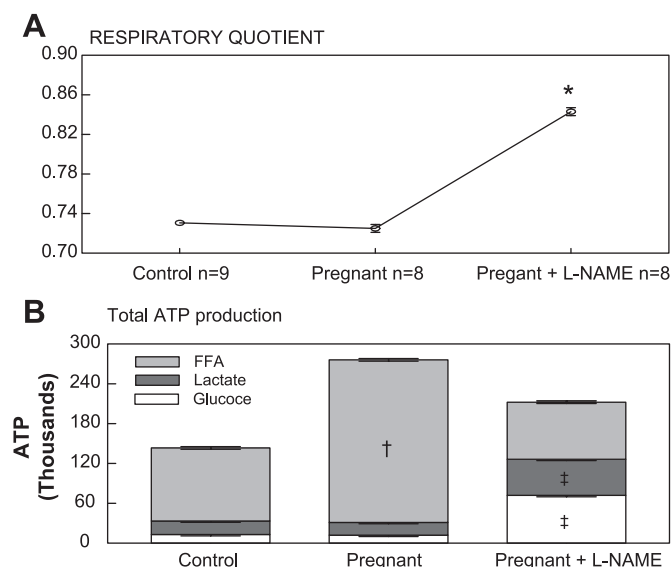 A
RESPIRATORY QUOTIENT
0.90
0.86
0.82
0.78
0.74
0.70
*
Control n=9
Pregnant n=8
Pregant + L-NAME n=8
B
Total ATP production
ATP
(Thousands)
300
240
180
120
60
0
FFA
Lactate
Glucoce
†
‡
‡
Control
Pregnant
Pregnant + L-NAME